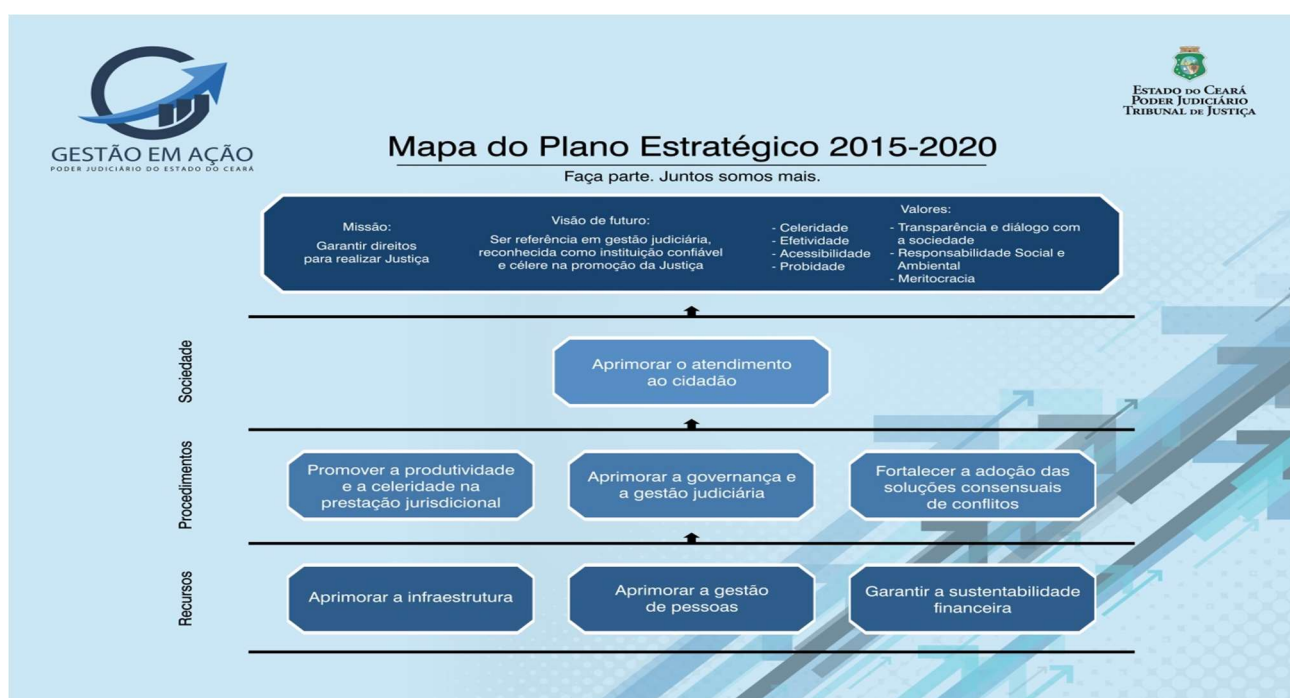 GESTÃO EM AÇÃO
PODER JUDICIÁRIO DO ESTADO DO CEARÁ
ESTADO DO CEARÁ
PODER JUDICIÁRIO
TRIBUNAL DE JUSTIÇA
Mapa do Plano Estratégico 2015-2020
Faça parte. Juntos somos mais.
Missão:
Garantir direitos
para realizar Justiça
Visão de futuro:
Ser referência em gestão judiciária,
reconhecida como instituição confiável
e célere na promoção da Justiça
Valores:
- Celeridade
- Efetividade
- Acessibilidade
- Probidade
- Transparência e diálogo com
a sociedade
- Responsabilidade Social e
Ambiental
- Meritocracia
Sociedade
Aprimorar o atendimento
ao cidadão
Procedimentos
Promover a produtividade
e a celeridade na
prestação jurisdicional
Aprimorar a governança e
a gestão judiciária
Fortalecer a adoção das
soluções consensuais
de conflitos
Recursos
Aprimorar a infraestrutura
Aprimorar a gestão
de pessoas
Garantir a sustentabilidade
financeira